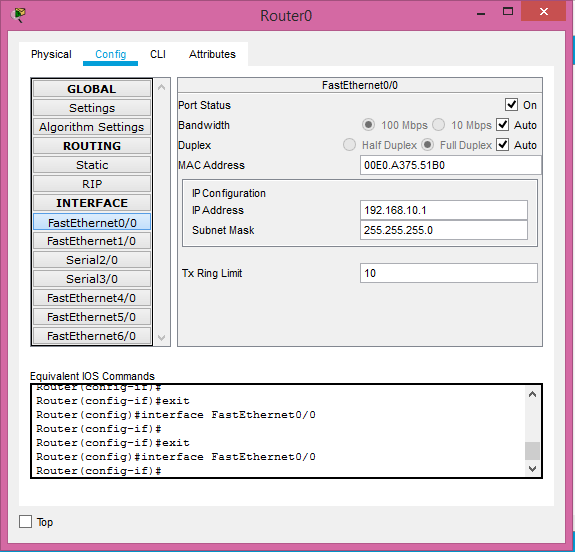 Router0
Physical Config CLI Attributes
GLOBAL
Settings
Algorithm Settings
ROUTING
Static
RIP
INTERFACE
FastEthernet0/0
FastEthernet1/0
Serial2/0
Serial3/0
FastEthernet4/0
FastEthernet5/0
FastEthernet6/0
FastEthernet0/0
Port Status On
Bandwidth 100 Mbps 10 Mbps Auto
Duplex Half Duplex Full Duplex Auto
MAC Address 00E0.A375.51B0
IP Configuration
IP Address 192.168.10.1
Subnet Mask 255.255.255.0
Tx Ring Limit 10
Equivalent IOS Commands
Router(config-if)#
Router(config-if)#exit
Router(config)#interface FastEthernet0/0
Router(config-if)#
Router(config-if)#exit
Router(config)#interface FastEthernet0/0
Router(config-if)#
Top